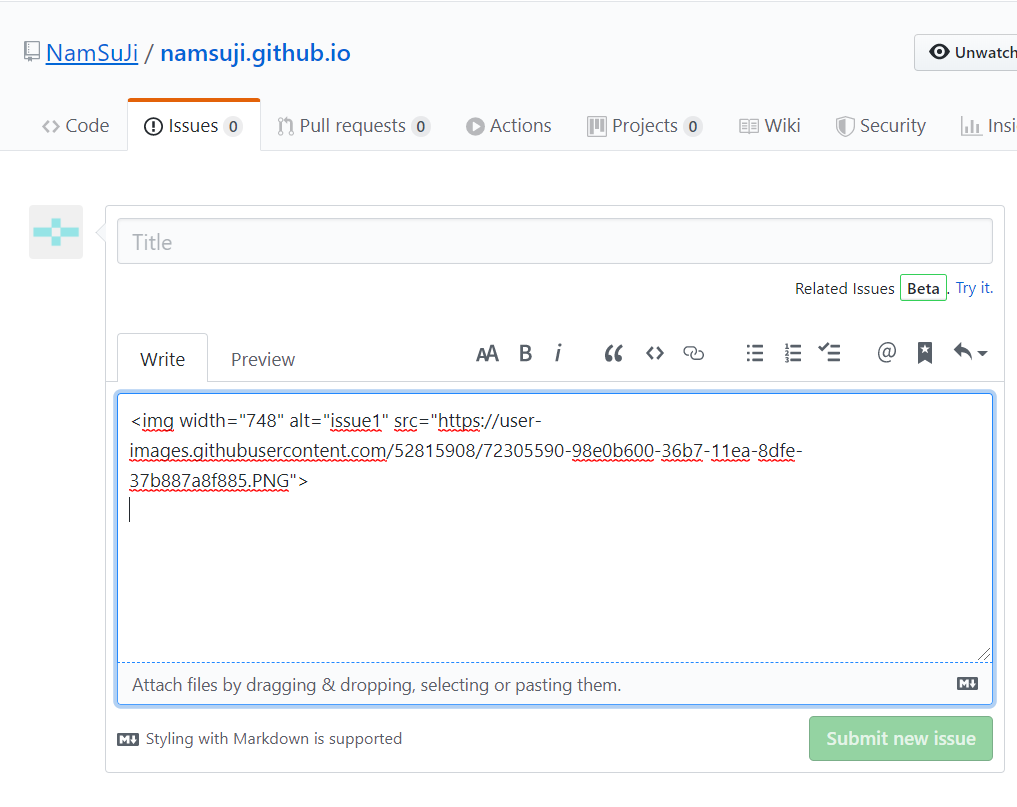 NamSuJi / namsuji.github.io
Unwatch
Code Issues 0 Pull requests 0 Actions Projects 0 Wiki Security Insi
Title
Related Issues Beta. Try it.
Write Preview AA B i
<img width="748" alt="issue1" src="https://user-
images.githubusercontent.com/52815908/72305590-98e0b600-36b7-11ea-8dfe-
37b887a8f885.PNG">
Attach files by dragging & dropping, selecting or pasting them.
Styling with Markdown is supported
Submit new issue